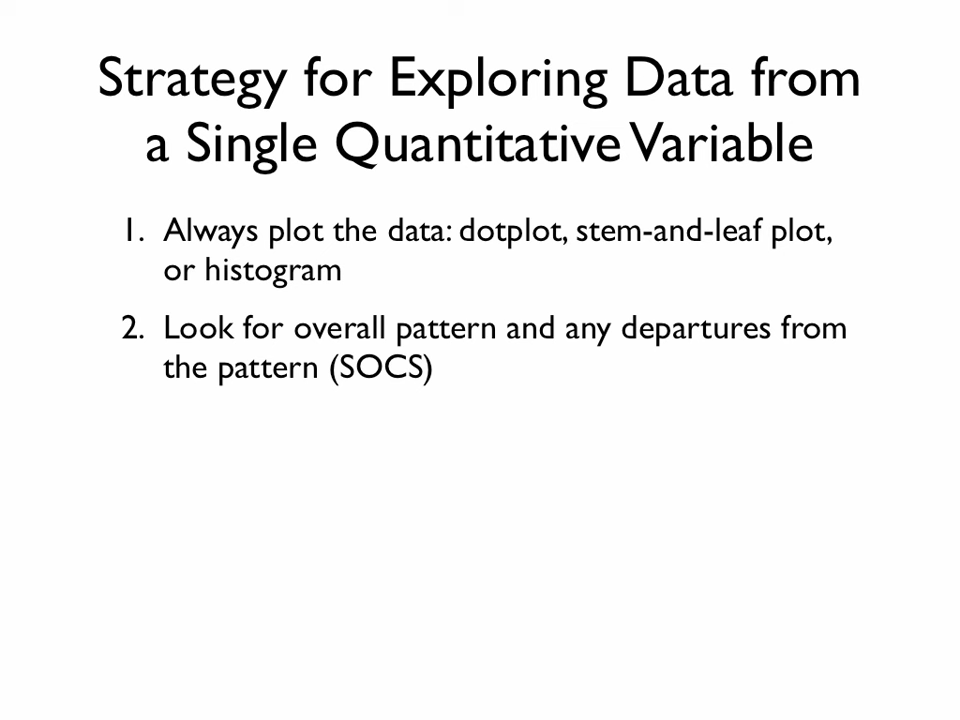 Strategy for Exploring Data from
a Single Quantitative Variable
1. Always plot the data: dotplot, stem-and-leaf plot,
or histogram
2. Look for overall pattern and any departures from
the pattern (SOCS)